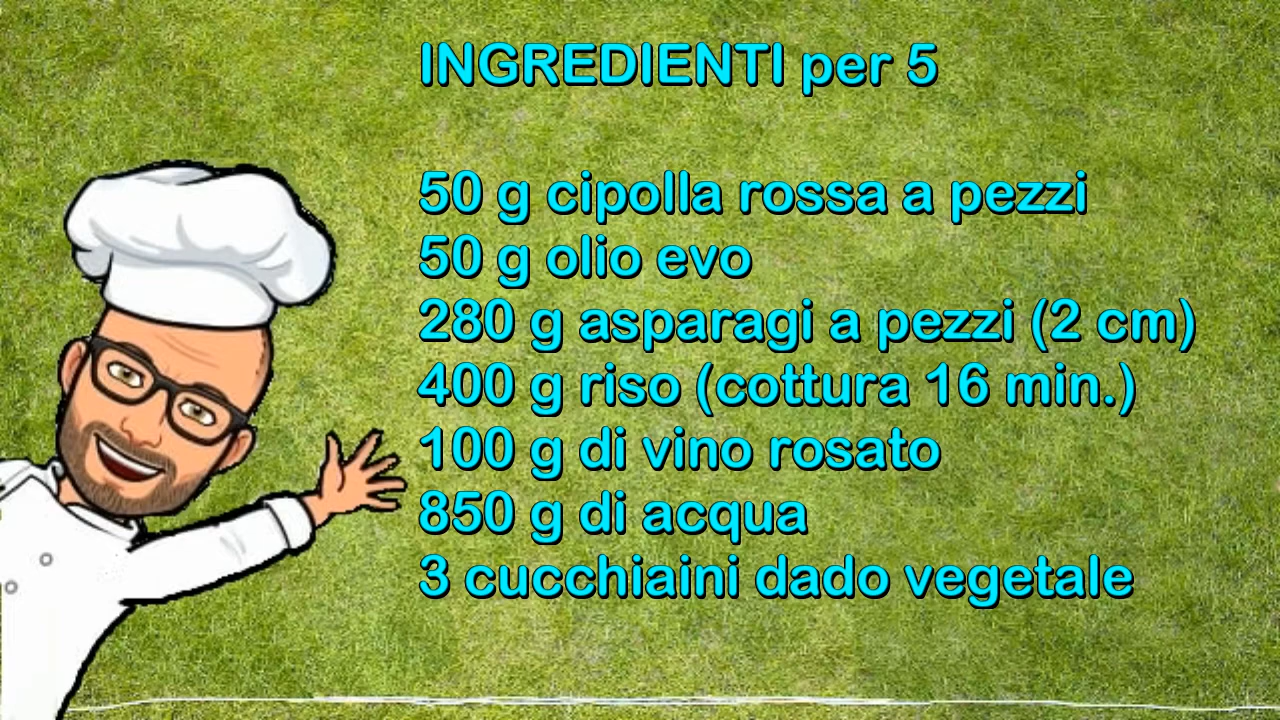 INGREDIENTI per 5
50 g cipolla rossa a pezzi
50 g olio evo
280 g asparagi a pezzi (2 cm)
400 g riso (cottura 16 min.)
100 g di vino rosato
850 g di acqua
3 cucchiaini dado vegetale